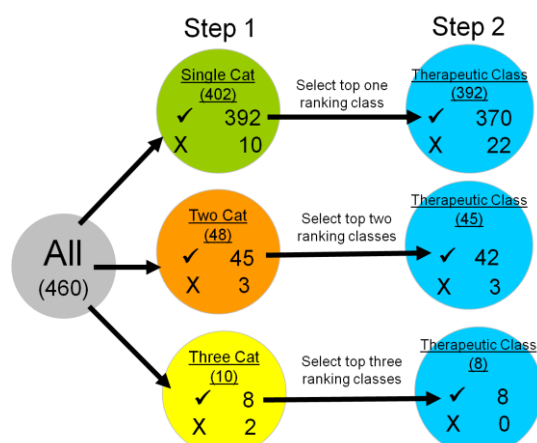 Step 1
Step 2
Single Cat
(402)
✓ 392
X 10
Select top one
ranking class
Therapeutic Class
(392)
✓ 370
X 22
All
(460)
Two Cat
(48)
✓ 45
X 3
Select top two
ranking classes
Therapeutic Class
(45)
✓ 42
X 3
Three Cat
(10)
✓ 8
X 2
Select top three
ranking classes
Therapeutic Class
(8)
✓ 8
X 0